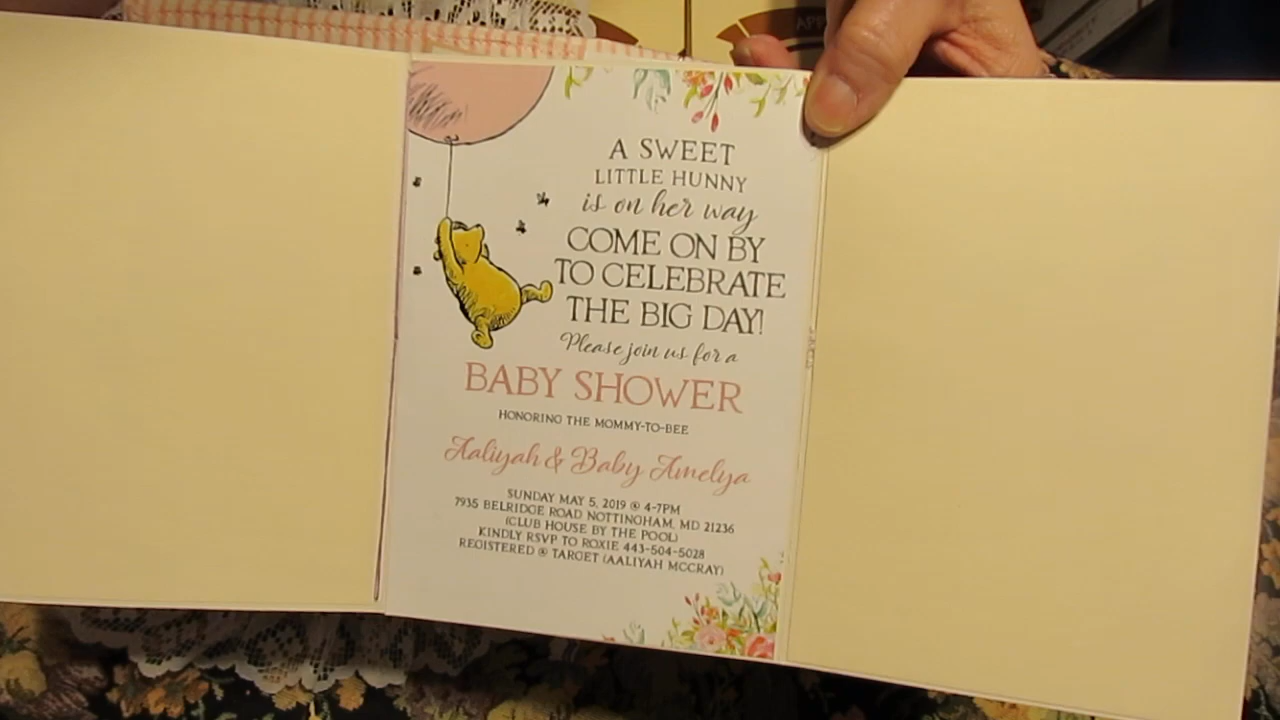 APP
A SWEET
LITTLE HUNNY
is on her way
COME ON BY
TO CELEBRATE
THE BIG DAY!
Please join us for a
BABY SHOWER
HONORING THE MOMMY-TO-BEE
Aaliyah & Baby Amelya
SUNDAY MAY 5, 2019 @ 4-7PM
7935 BELRIDGE ROAD NOTTINGHAM, MD 21236
(CLUB HOUSE BY THE POOL)
KINDLY RSVP TO ROXIE 443-504-5028
REGISTERED @ TARGET (AALIYAH MCCRAY)